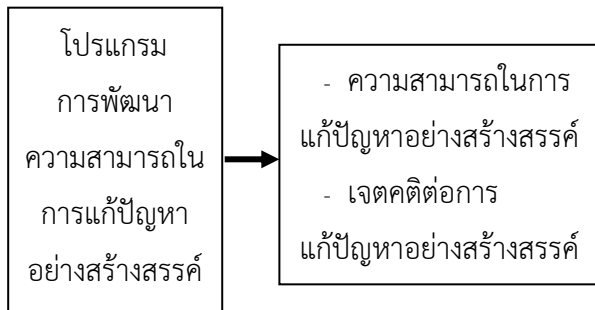 โปรแกรม
การพัฒนา
ความสามารถใน
การแก้ปัญหา
อย่างสร้างสรรค์
- ความสามารถในการ
แก้ปัญหาอย่างสร้างสรรค์
- เจตคติต่อการ
แก้ปัญหาอย่างสร้างสรรค์